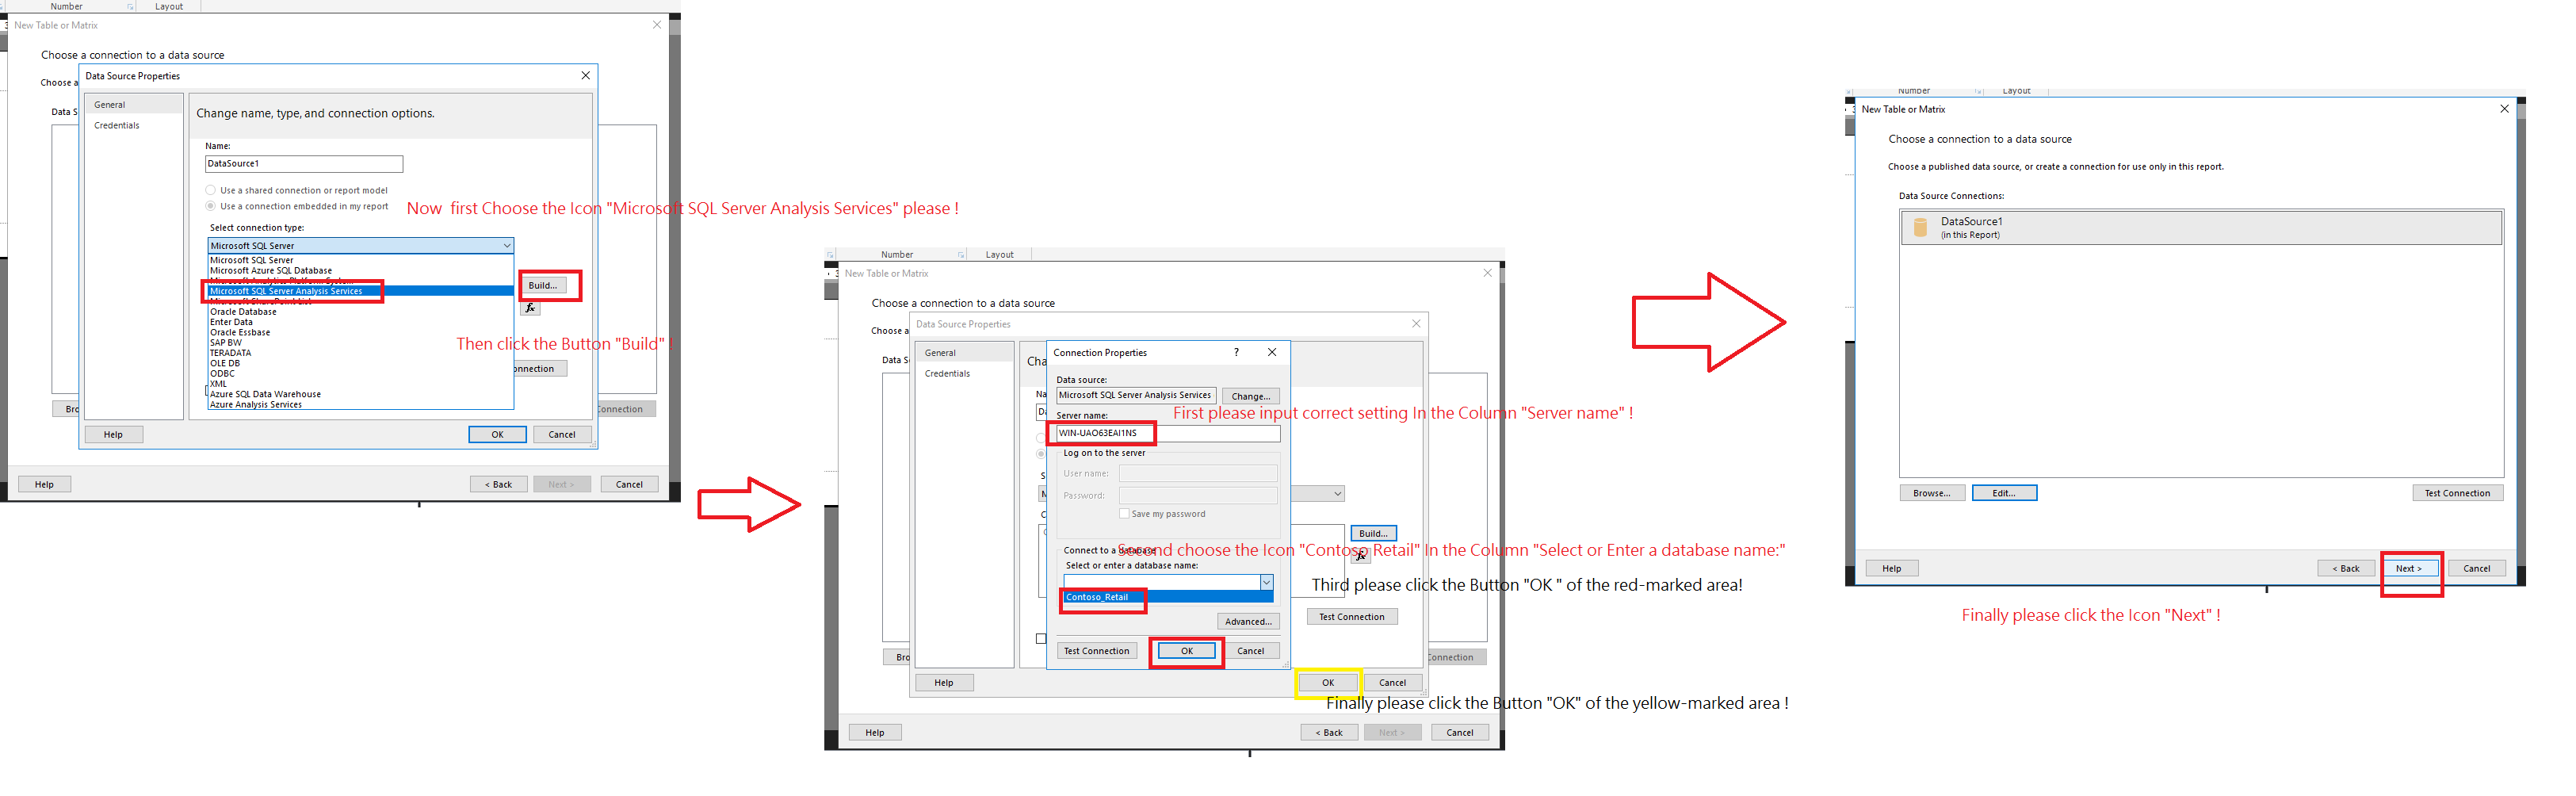 Number
Layout
New Table or Matrix
Choose a connection to a data source
Choose a
Data S
Data Source Properties
General
Credentials
Change name, type, and connection options.
Name:
DataSource1
Use a shared connection or report model
Use a connection embedded in my report
Now first Choose the Icon "Microsoft SQL Server Analysis Services" please !
Select connection type:
Microsoft SQL Server
Microsoft SQL Server
Microsoft Azure SQL Database
Microsoft SQL Server Analysis Services
Oracle Database
Enter Data
Oracle Essbase
SAP BW
TERADATA
OLE DB
ODBC
XML
Azure SQL Data Warehouse
Azure Analysis Services
Build...
fx
Then click the Button "Build" !
onnection
Bro
onnection
Help
OK
Cancel
Help
< Back
Next >
Cancel
Number
Layout
3
New Table or Matrix
Choose a connection to a data source
Choose a
Data S
Data Source Properties
General
Credentials
Cha
Na
Da
Connection Properties
?
Data source:
Microsoft SQL Server Analysis Services
Change...
First please input correct setting In the Column "Server name" !
Server name:
WIN-UAO63EAI1NS
Log on to the server
User name:
Password:
Save my password
S
M
C
Build...
fx
Connect to a database
Second choose the Icon "Contoso Retail" In the Column "Select or Enter a database name:"
Select or enter a database name:
Contoso_Retail
Third please click the Button "OK " of the red-marked area!
Advanced...
Test Connection
Test Connection
OK
Cancel
Bro
onnection
Help
OK
Cancel
Finally please click the Button "OK" of the yellow-marked area !
Help
< Back
Next >
Cancel
Number
Layout
3
New Table or Matrix
Choose a connection to a data source
Choose a published data source, or create a connection for use only in this report.
Data Source Connections:
DataSource1
(in this Report)
Browse...
Edit...
Test Connection
Help
< Back
Next >
Cancel
Finally please click the Icon "Next" !